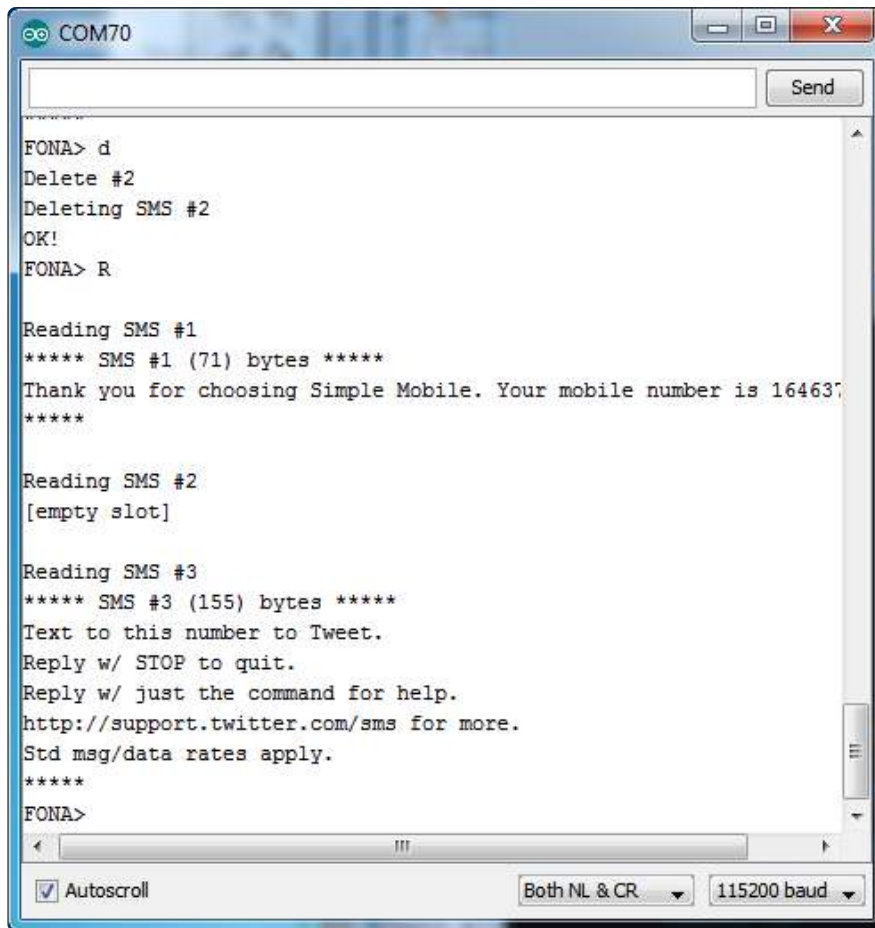 COM70
Send
*****
FONA> d
Delete #2
Deleting SMS #2
OK!
FONA> R
Reading SMS #1
***** SMS #1 (71) bytes *****
Thank you for choosing Simple Mobile. Your mobile number is 164637
*****
Reading SMS #2
[empty slot]
Reading SMS #3
***** SMS #3 (155) bytes *****
Text to this number to Tweet.
Reply w/ STOP to quit.
Reply w/ just the command for help.
http://support.twitter.com/sms for more.
Std msg/data rates apply.
*****
FONA>
Autoscroll
Both NL & CR
115200 baud